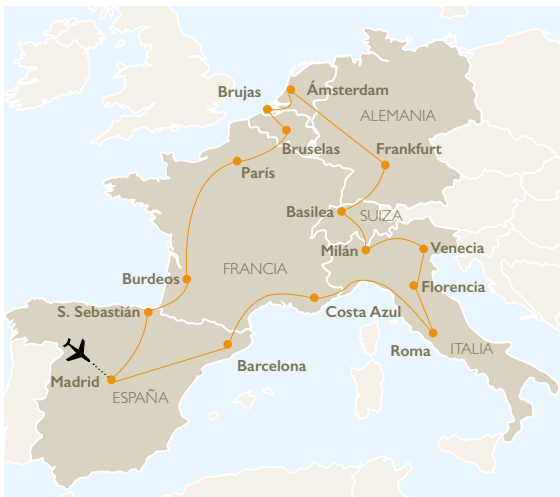 Ámsterdam
Brujas
ALEMANIA
Bruselas
Frankfurt
París
Basilea
SUIZA
Milán
Venecia
Burdeos
FRANCIA
Florencia
S. Sebastián
Costa Azul
Roma
ITALIA
Barcelona
Madrid
ESPAÑA